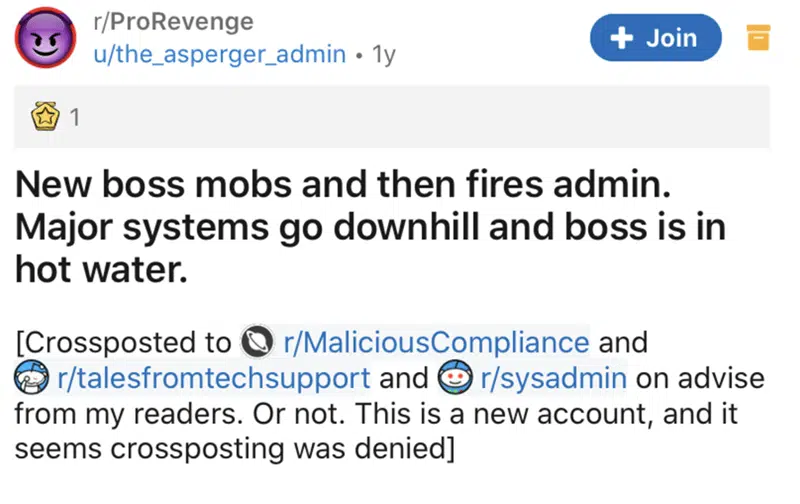 r/ProRevenge
u/the_asperger_admin • 1y
+ Join
1
New boss mobs and then fires admin.
Major systems go downhill and boss is in
hot water.
[Crossposted to r/MaliciousCompliance and
r/talesfromtechsupport and r/sysadmin on advise
from my readers. Or not. This is a new account, and it
seems crossposting was denied]